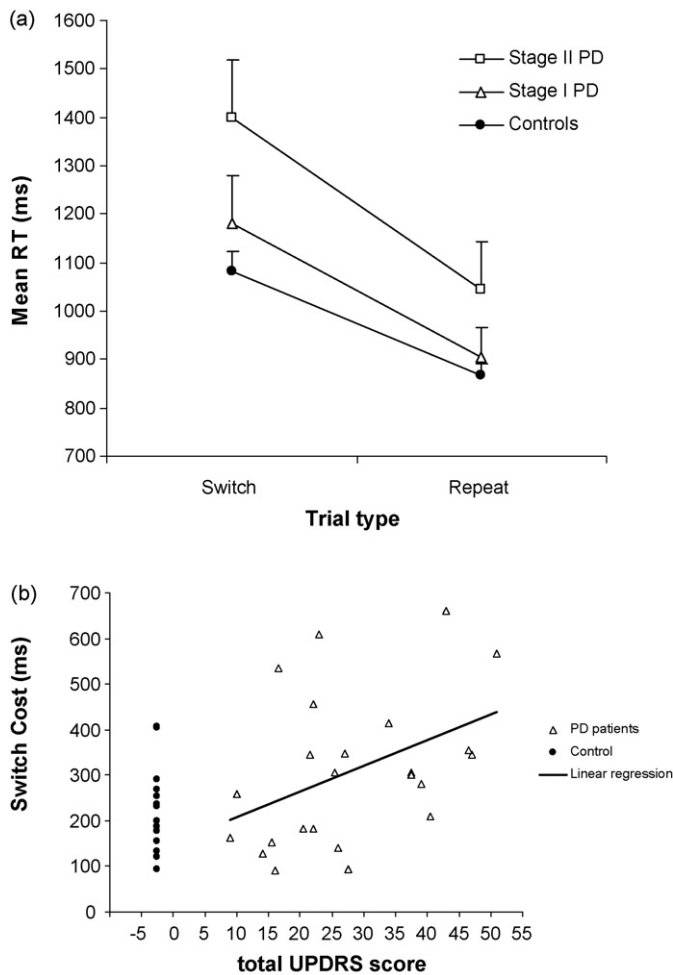 (a)
1600
1500
1400
1300
1200
1100
1000
900
800
700
Mean RT (ms)
Stage II PD
Stage I PD
Controls
Switch Repeat
Trial type
(b)
700
600
500
400
300
200
100
0
Switch Cost (ms)
PD patients
Control
Linear regression
-5 0 5 10 15 20 25 30 35 40 45 50 55
total UPDRS score